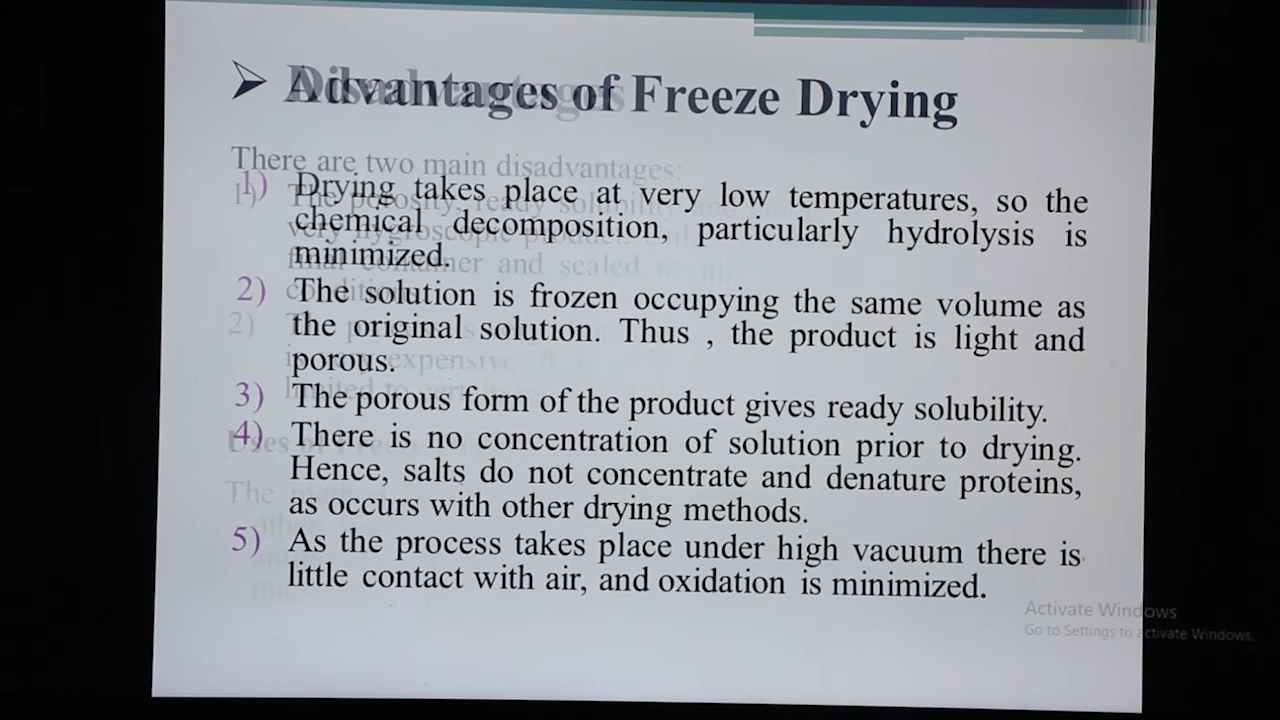 Advantages of Freeze Drying
There are two main disadvantages:
1) Drying takes place at very low temperatures, so the
chemical decomposition, particularly hydrolysis is
minimized.
2) The solution is frozen occupying the same volume as
the original solution. Thus , the product is light and
porous.
3) The porous form of the product gives ready solubility.
4) There is no concentration of solution prior to drying.
Hence, salts do not concentrate and denature proteins,
as occurs with other drying methods.
5) As the process takes place under high vacuum there is
little contact with air, and oxidation is minimized.
Activate Windows
Go to Settings to activate Windows.